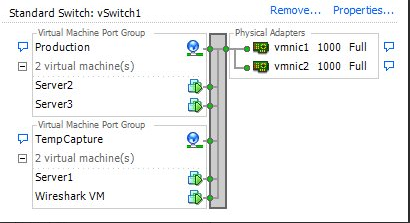 Standard Switch: vSwitch1 Remove... Properties...
Virtual Machine Port Group
Production
2 virtual machine(s)
Server2
Server3
Virtual Machine Port Group
TempCapture
2 virtual machine(s)
Server1
Wireshark VM
Physical Adapters
vmnic1 1000 Full
vmnic2 1000 Full